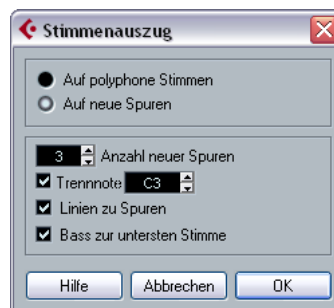 Stimmenauszug
Auf polyphone Stimmen
Auf neue Spuren
3 Anzahl neuer Spuren
Trennnote C3
Linien zu Spuren
Bass zur untersten Stimme
Hilfe Abbrechen OK